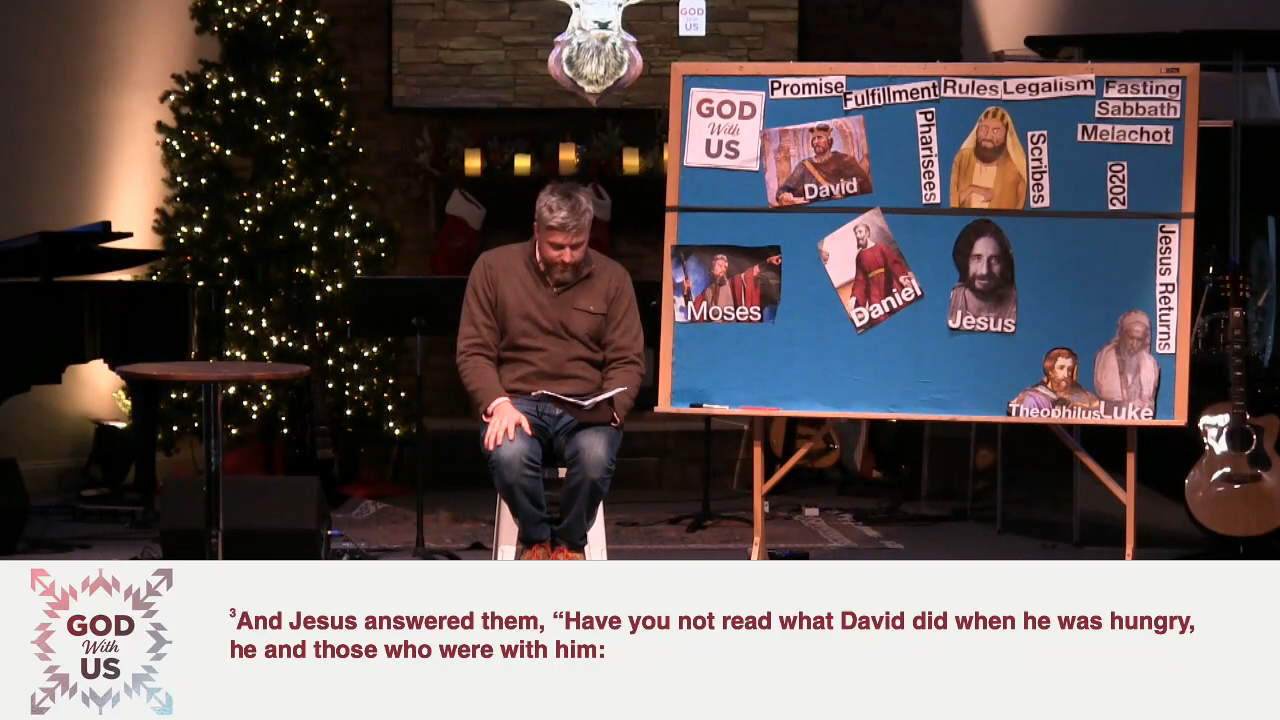 GOD
With
US
Promise
Fulfillment
Rules
Legalism
Fasting
Sabbath
Melachot
2020
GOD
With
US
David
Pharisees
Scribes
Moses
Daniel
Jesus
Jesus Returns
Theophilus
Luke
GOD
With
US
³And Jesus answered them, “Have you not read what David did when he was hungry,
he and those who were with him: